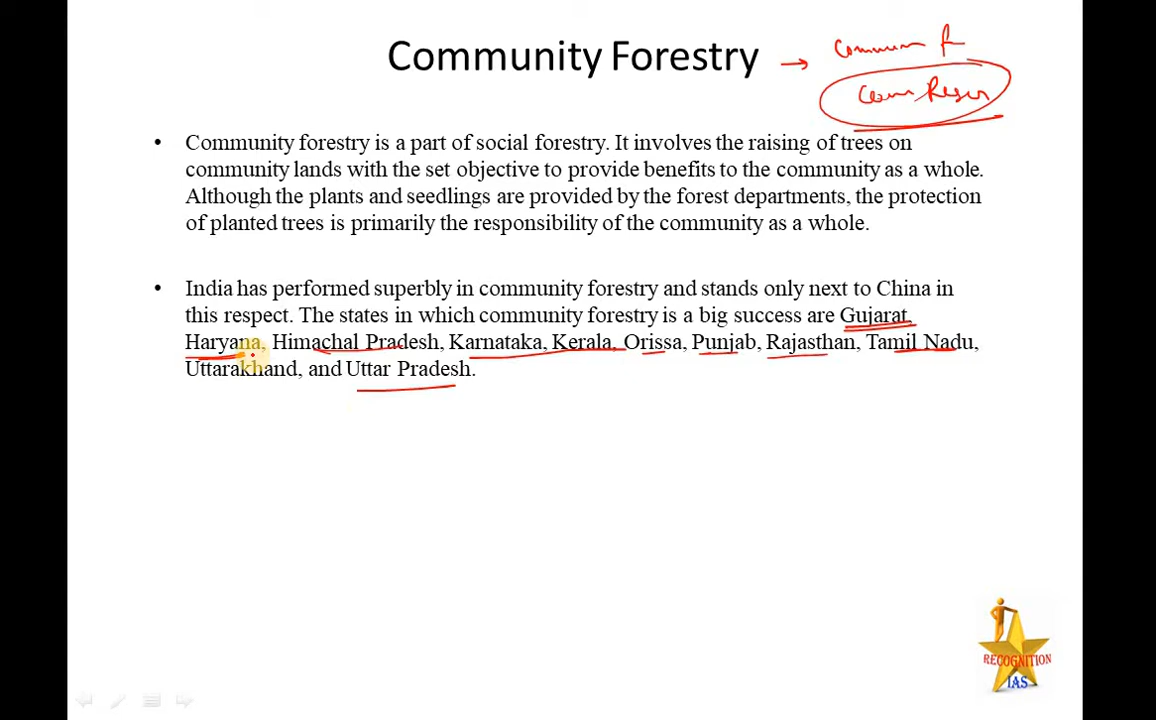 Community Forestry
• Community forestry is a part of social forestry. It involves the raising of trees on
community lands with the set objective to provide benefits to the community as a whole.
Although the plants and seedlings are provided by the forest departments, the protection
of planted trees is primarily the responsibility of the community as a whole.
• India has performed superbly in community forestry and stands only next to China in
this respect. The states in which community forestry is a big success are Gujarat,
Haryana, Himachal Pradesh, Karnataka, Kerala, Orissa, Punjab, Rajasthan, Tamil Nadu,
Uttarakhand, and Uttar Pradesh.
RECOGNITION
IAS